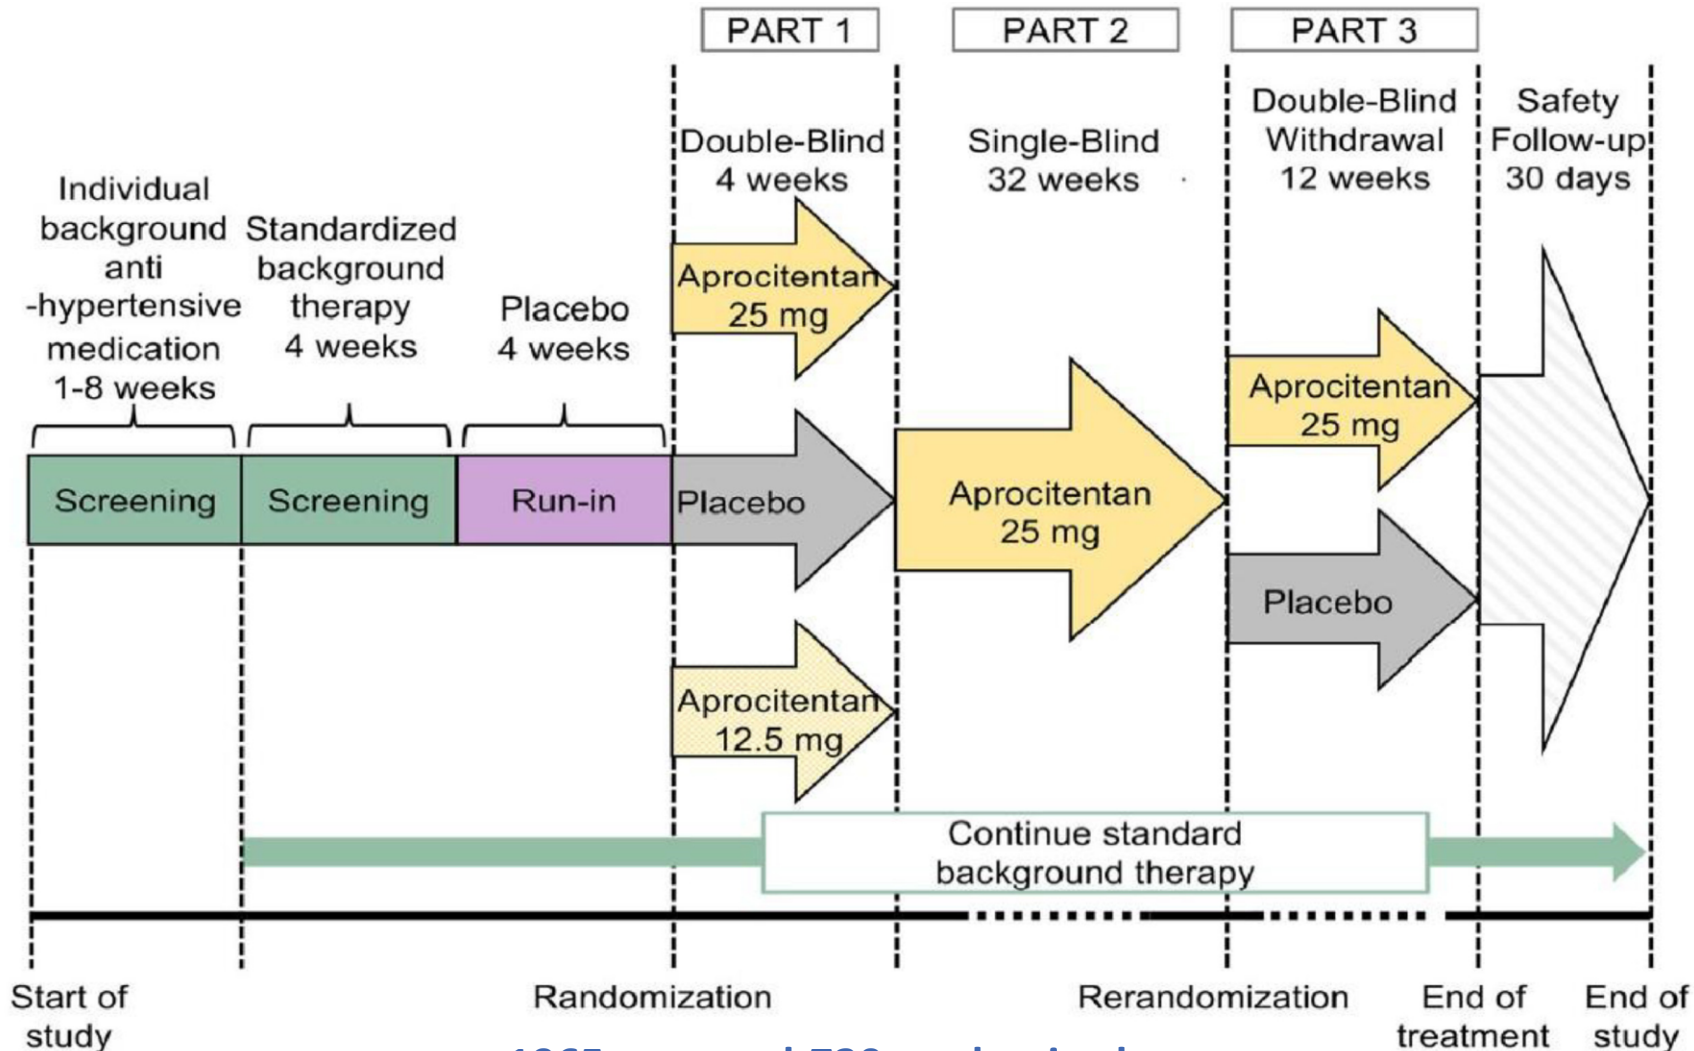 PART 1
PART 2
PART 3
Double-Blind
4 weeks
Single-Blind
32 weeks
Double-Blind
Withdrawal
12 weeks
Safety
Follow-up
30 days
Individual
background
anti
-hypertensive
medication
1-8 weeks
Standardized
background
therapy
4 weeks
Placebo
4 weeks
Screening
Screening
Run-in
Aprocitentan
25 mg
Placebo
Aprocitentan
12.5 mg
Aprocitentan
25 mg
Aprocitentan
25 mg
Placebo
Continue standard
background therapy
Start of
study
Randomization
Rerandomization
End of
treatment
End of
study